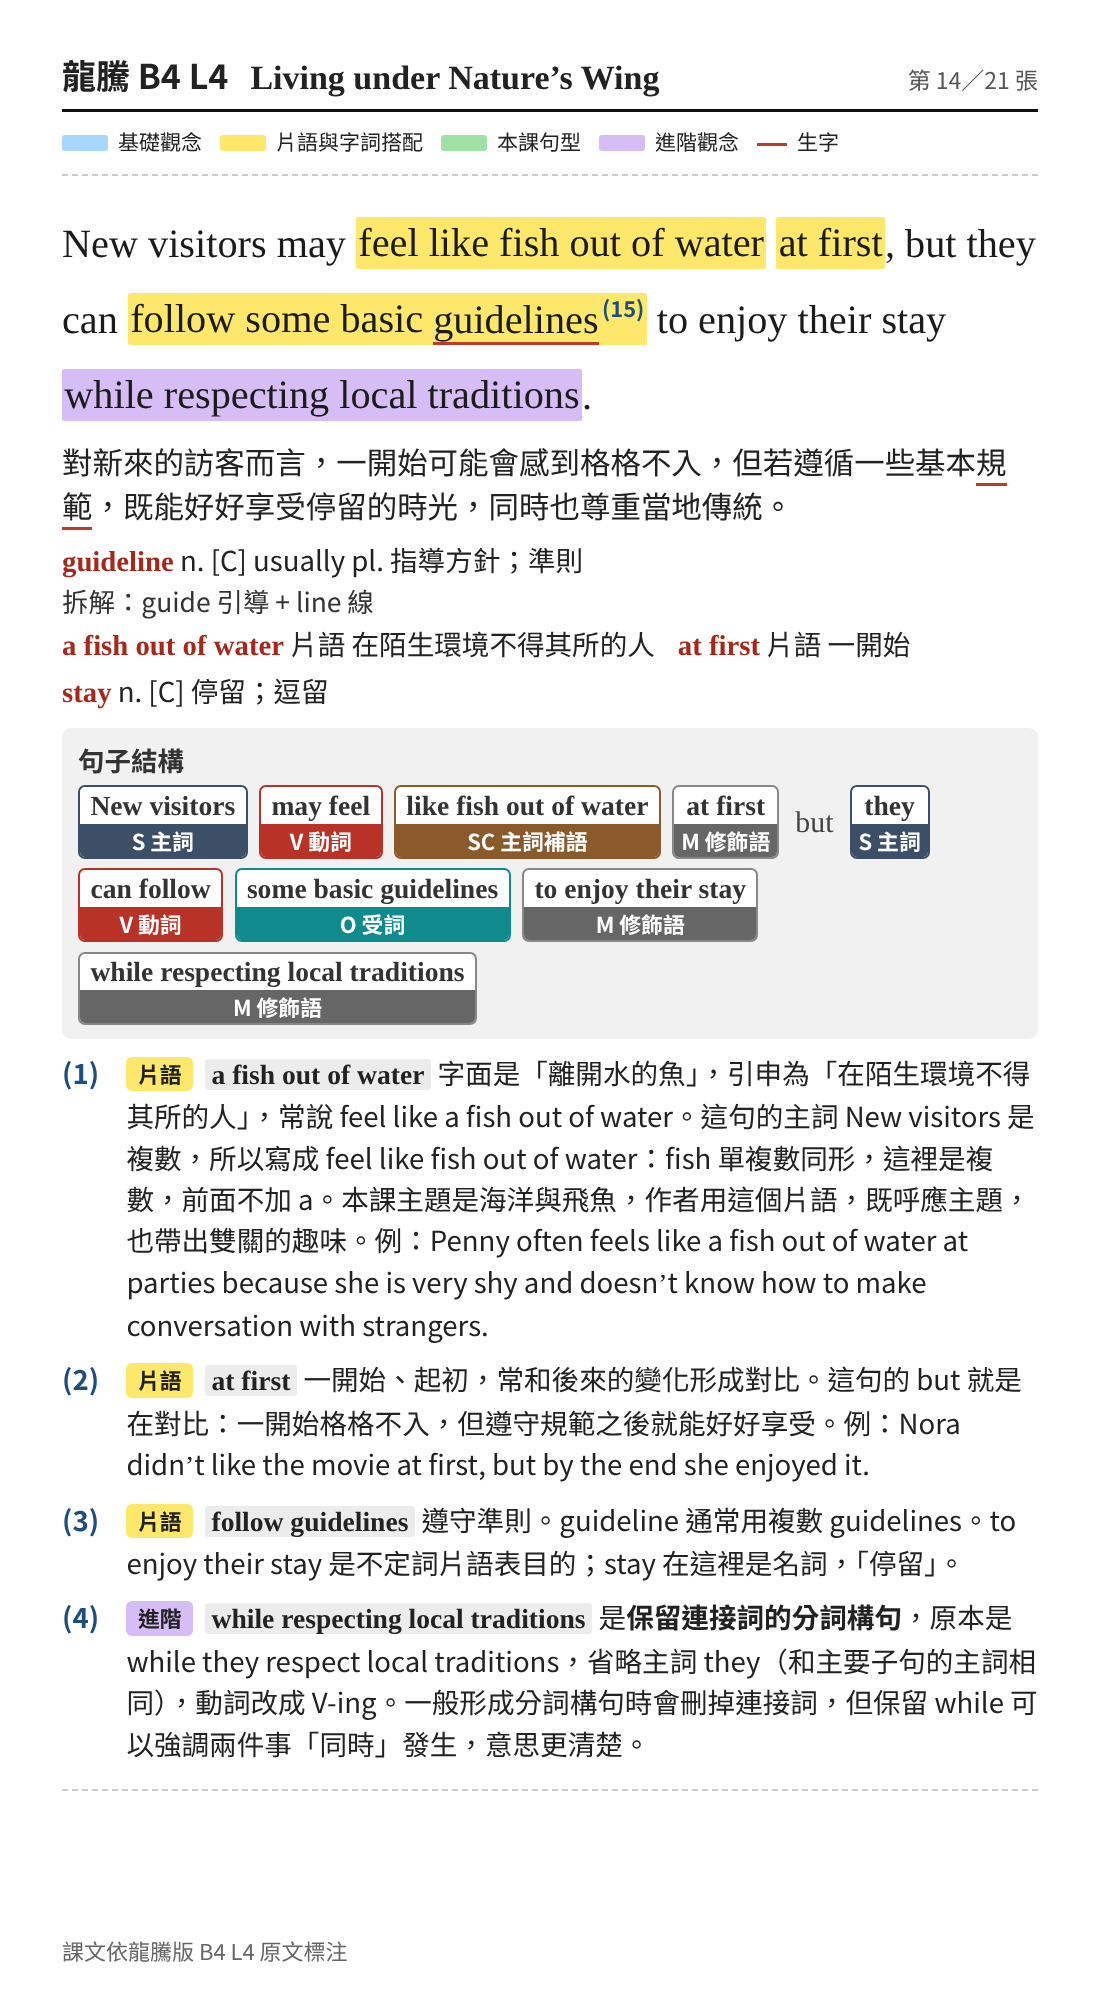 龍騰 B4 L4 Living under Nature’s Wing 第 14／21 張
基礎觀念 片語與字詞搭配 本課句型 進階觀念 生字
New visitors may feel like fish out of water at first, but they
can follow some basic guidelines(15) to enjoy their stay
while respecting local traditions.
對新來的訪客而言，一開始可能會感到格格不入，但若遵循一些基本規
範，既能好好享受停留的時光，同時也尊重當地傳統。
guideline n. [C] usually pl. 指導方針；準則
拆解：guide 引導 + line 線
a fish out of water 片語 在陌生環境不得其所的人 at first 片語 一開始
stay n. [C] 停留；逗留
句子結構
New visitors may feel like fish out of water at first but they
S 主詞 V 動詞 SC 主詞補語 M 修飾語 S 主詞
can follow some basic guidelines to enjoy their stay
V 動詞 O 受詞 M 修飾語
while respecting local traditions
M 修飾語
(1) 片語 a fish out of water 字面是「離開水的魚」，引申為「在陌生環境不得
其所的人」，常說 feel like a fish out of water。這句的主詞 New visitors 是
複數，所以寫成 feel like fish out of water：fish 單複數同形，這裡是複
數，前面不加 a。本課主題是海洋與飛魚，作者用這個片語，既呼應主題，
也帶出雙關的趣味。例：Penny often feels like a fish out of water at
parties because she is very shy and doesn’t know how to make
conversation with strangers.
(2) 片語 at first 一開始、起初，常和後來的變化形成對比。這句的 but 就是
在對比：一開始格格不入，但遵守規範之後就能好好享受。例：Nora
didn’t like the movie at first, but by the end she enjoyed it.
(3) 片語 follow guidelines 遵守準則。guideline 通常用複數 guidelines。to
enjoy their stay 是不定詞片語表目的；stay 在這裡是名詞，「停留」。
(4) 進階 while respecting local traditions 是保留連接詞的分詞構句，原本是
while they respect local traditions，省略主詞 they（和主要子句的主詞相
同），動詞改成 V-ing。一般形成分詞構句時會刪掉連接詞，但保留 while 可
以強調兩件事「同時」發生，意思更清楚。
課文依龍騰版 B4 L4 原文標注